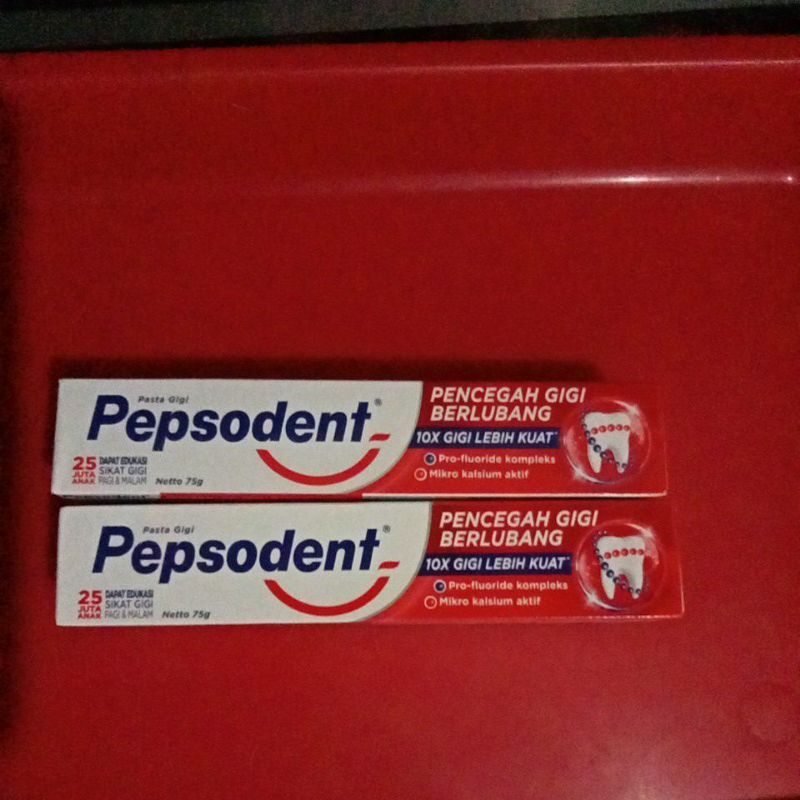 Pasta Gigi
Pepsodent®
25 JUTA ANAK
DAPAT EDUKASI
SIKAT GIGI
PAGI & MALAM
Netto 75g
PENCEGAH GIGI
BERLUBANG
10X GIGI LEBIH KUAT*
Pro-fluoride kompleks
Mikro kalsium aktif
Pasta Gigi
Pepsodent®
25 JUTA ANAK
DAPAT EDUKASI
SIKAT GIGI
PAGI & MALAM
Netto 75g
PENCEGAH GIGI
BERLUBANG
10X GIGI LEBIH KUAT*
Pro-fluoride kompleks
Mikro kalsium aktif